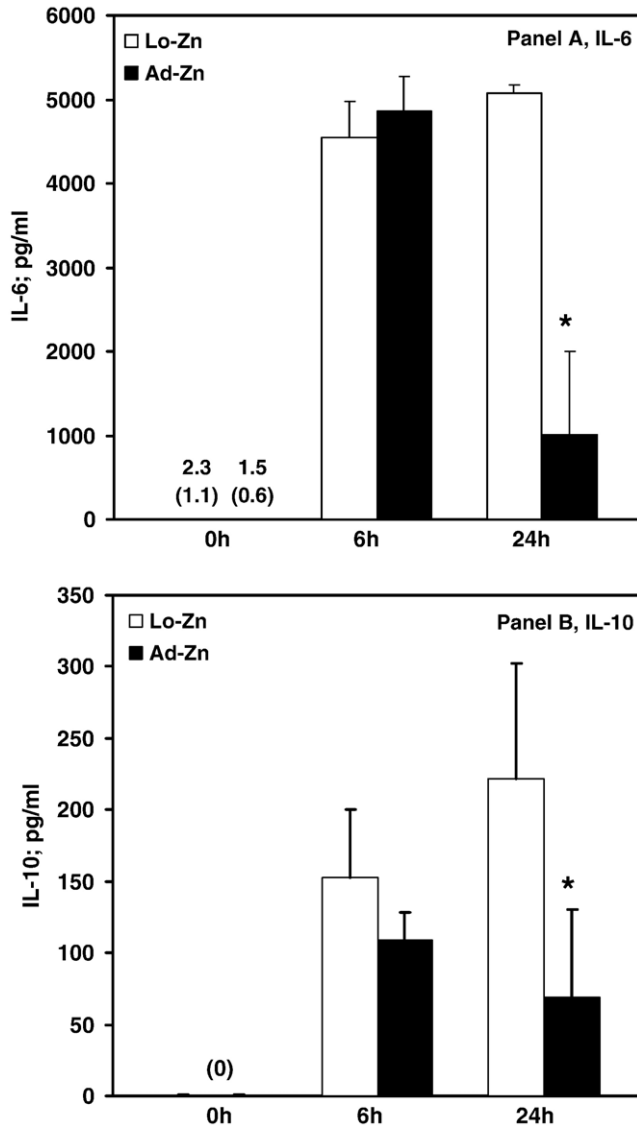 6000
Lo-Zn
Panel A, IL-6
Ad-Zn
5000
4000
IL-6; pg/ml
3000
2000
*
1000
2.3 1.5
(1.1) (0.6)
0
0h 6h 24h
350
Lo-Zn
Panel B, IL-10
Ad-Zn
300
250
200
IL-10; pg/ml
150
*
100
50
(0)
0
0h 6h 24h